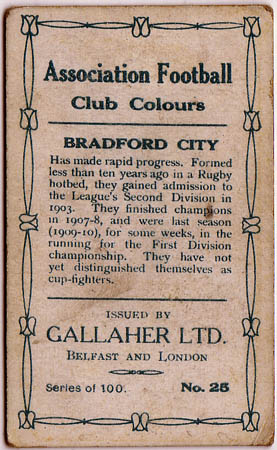 Association Football
Club Colours
BRADFORD CITY
Has made rapid progress. Formed
less than ten years ago in a Rugby
hotbed, they gained admission to
the League's Second Division in
1903. They finished champions
in 1907-8, and were last season
(1909-10), for some weeks, in the
running for the First Division
championship. They have not
yet distinguished themselves as
cup-fighters.
ISSUED BY
GALLAHER LTD.
BELFAST AND LONDON
Series of 100. No. 25